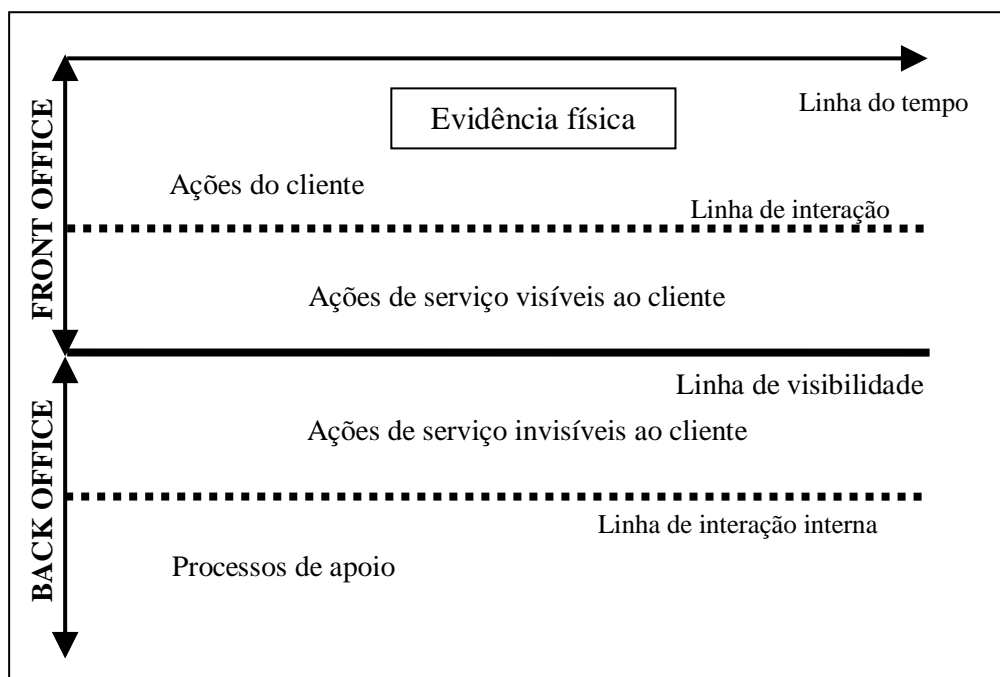 Linha do tempo
Evidência física
Ações do cliente
Linha de interação
FRONT OFFICE
Ações de serviço visíveis ao cliente
Linha de visibilidade
Ações de serviço invisíveis ao cliente
BACK OFFICE
Linha de interação interna
Processos de apoio